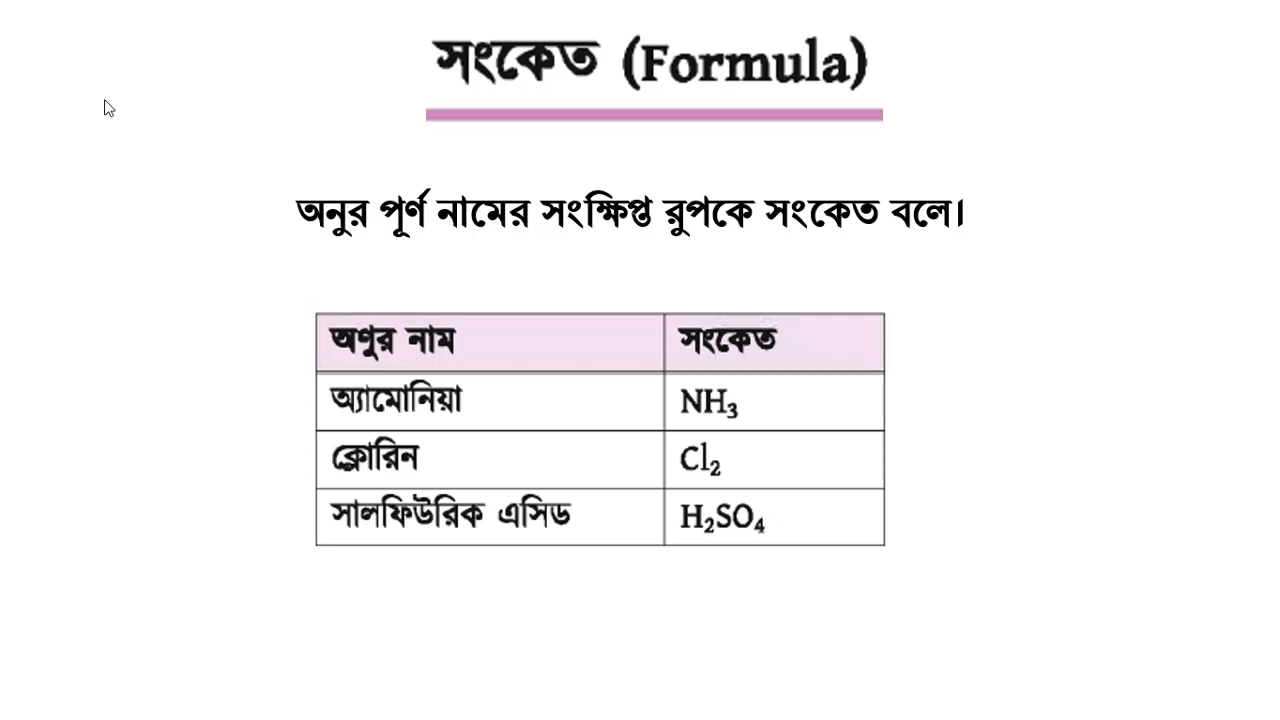 সংকেত (Formula)
অনুর পূর্ণ নামের সংক্ষিপ্ত রুপকে সংকেত বলে।
অণুর নাম সংকেত
অ্যামোনিয়া NH₃
ক্লোরিন Cl₂
সালফিউরিক এসিড H₂SO₄